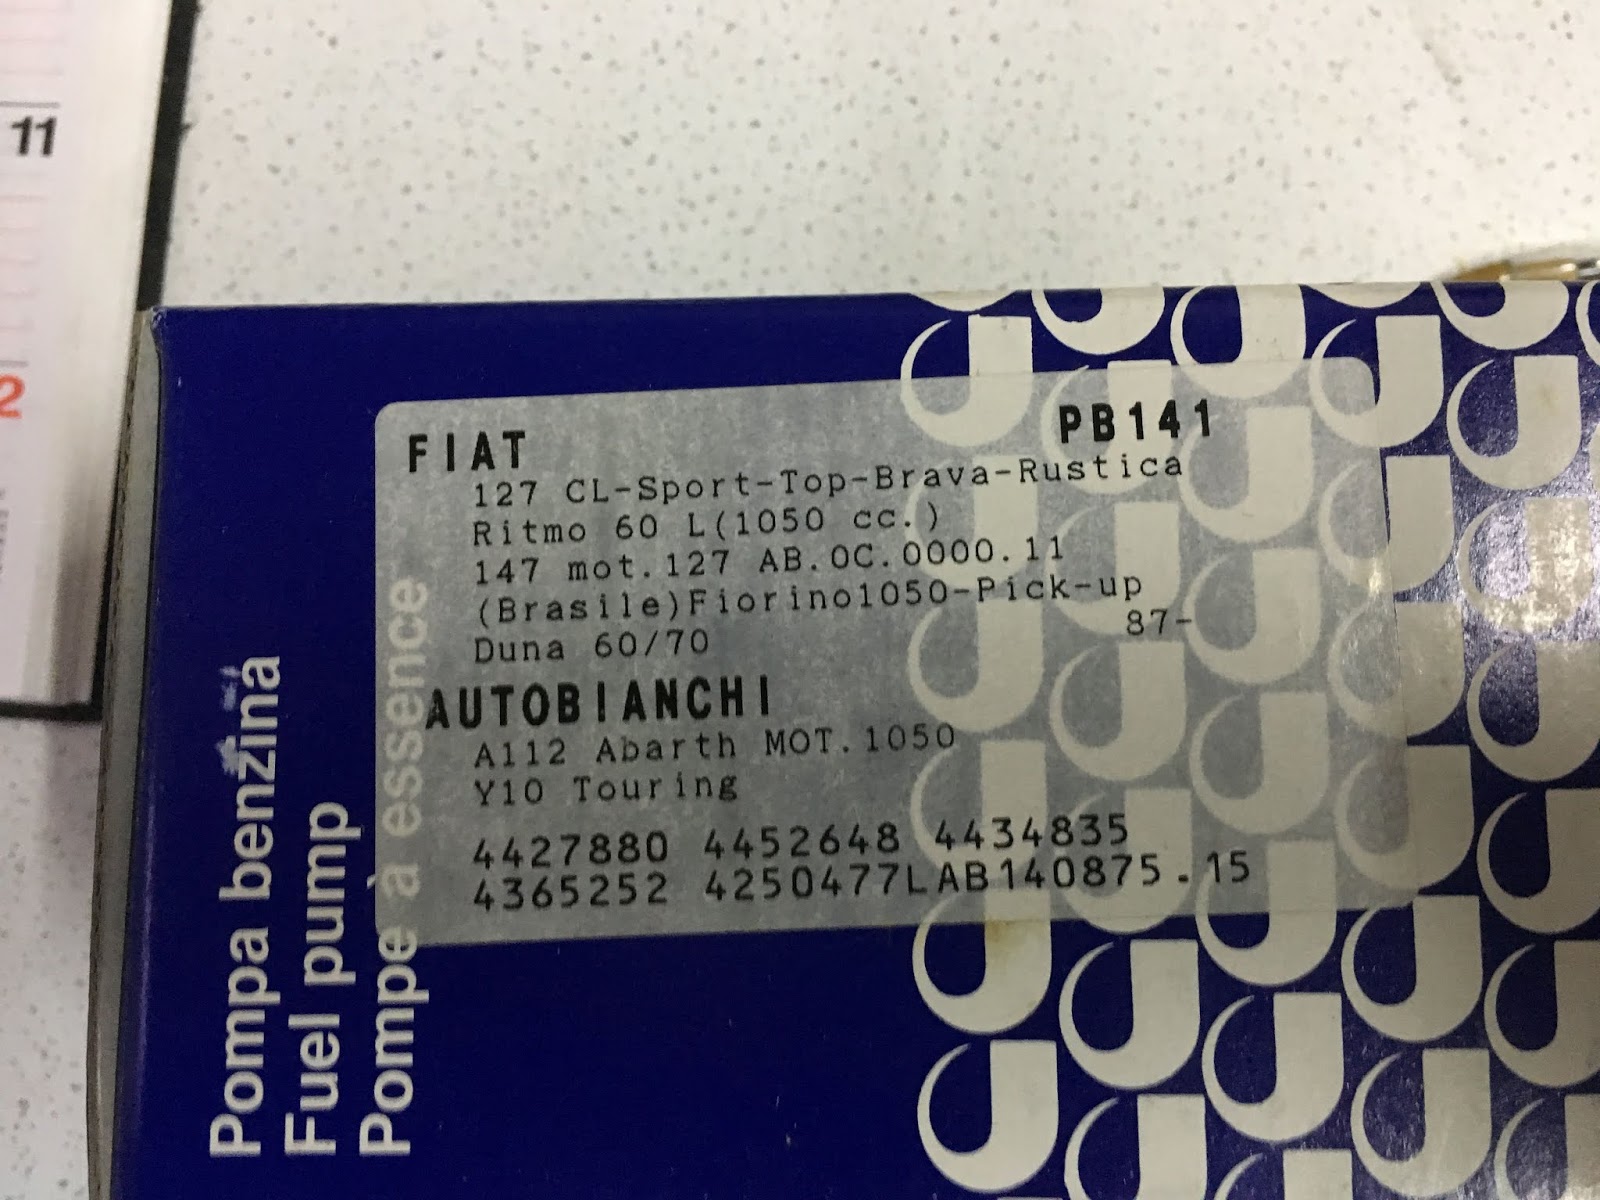 11
2
FIAT PB141
127 CL-Sport-Top-Brava-Rustica
Ritmo 60 L(1050 cc.)
147 mot.127 AB.OC.0000.11
(Brasile)Fiorino1050-Pick-up
Duna 60/70 87-
AUTOBIANCHI
A112 Abarth MOT.1050
Y10 Touring
4427880 4452648 4434835
4365252 4250477LAB140875.15
Pompa benzina
Fuel pump
Pompe à essence